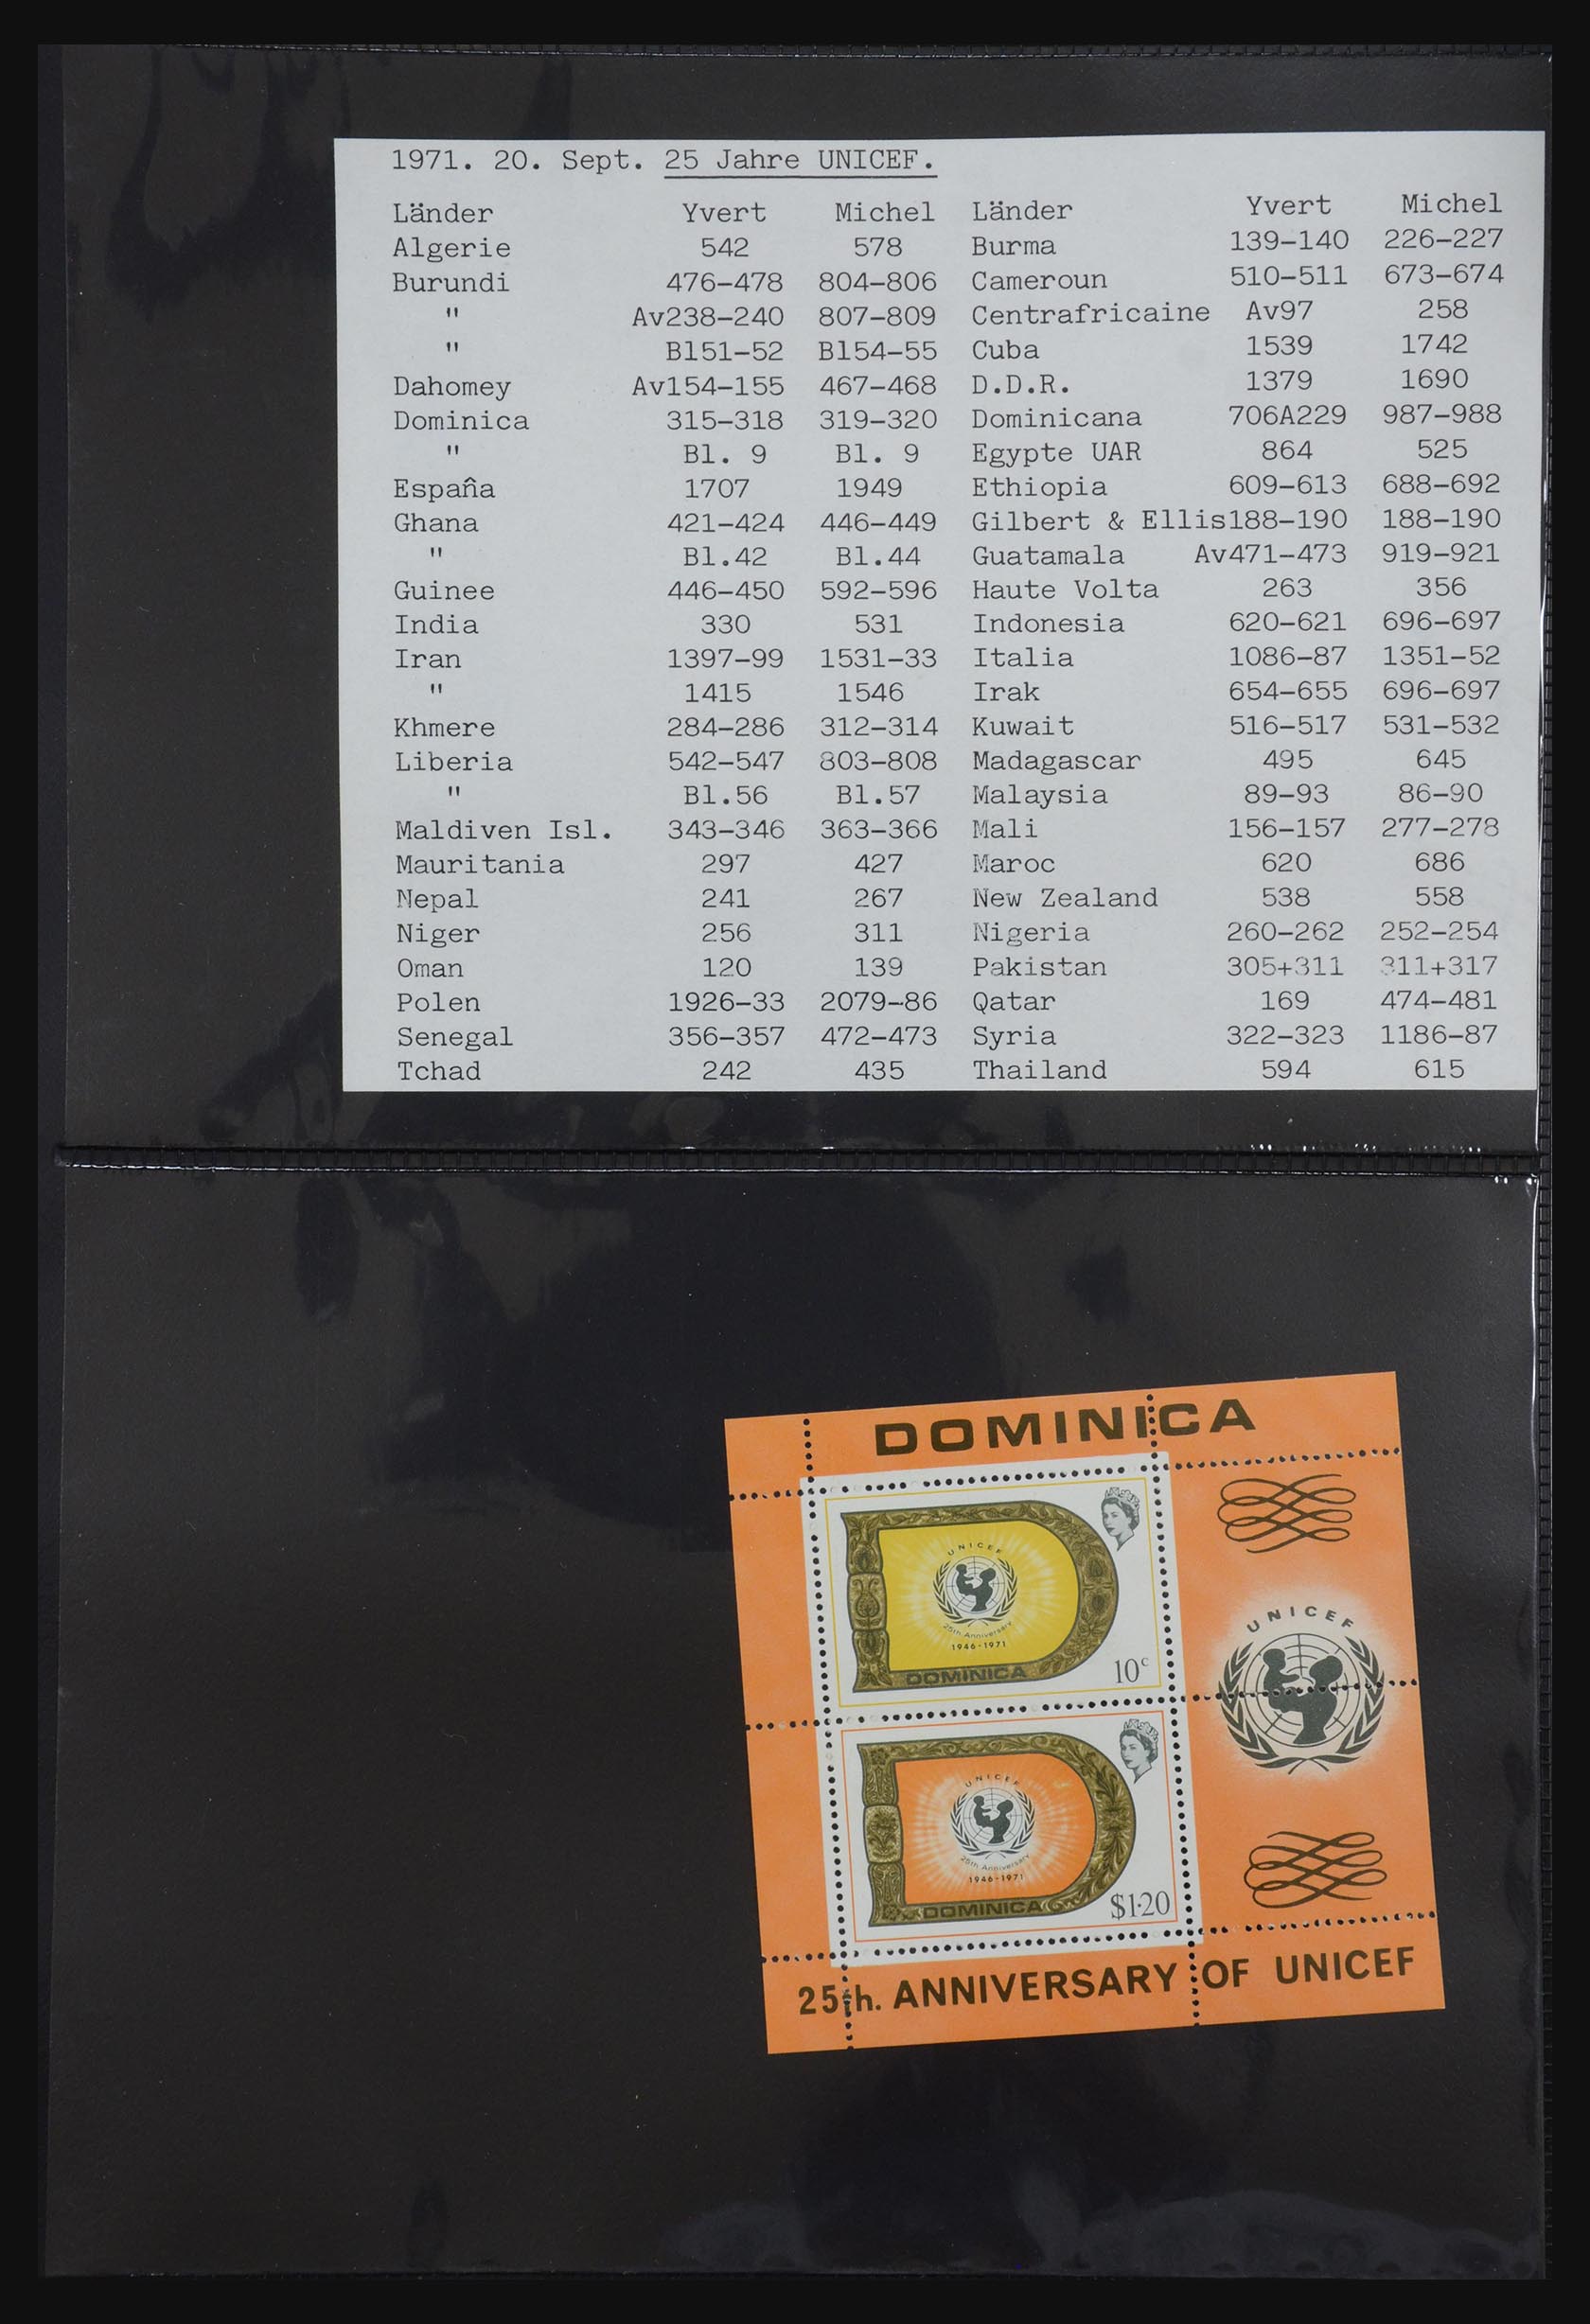 1971. 20. Sept. 25 Jahre UNICEF.
Länder Yvert Michel Länder Yvert Michel
Algerie 542 578 Burma 139-140 226-227
Burundi 476-478 804-806 Cameroun 510-511 673-674
" Av238-240 807-809 Centrafricaine Av97 258
" Bl51-52 Bl54-55 Cuba 1539 1742
Dahomey Av154-155 467-468 D.D.R. 1379 1690
Dominica 315-318 319-320 Dominicana 706A229 987-988
" Bl. 9 Bl. 9 Egypte UAR 864 525
España 1707 1949 Ethiopia 609-613 688-692
Ghana 421-424 446-449 Gilbert & Ellis188-190 188-190
" Bl.42 Bl.44 Guatamala Av471-473 919-921
Guinee 446-450 592-596 Haute Volta 263 356
India 330 531 Indonesia 620-621 696-697
Iran 1397-99 1531-33 Italia 1086-87 1351-52
" 1415 1546 Irak 654-655 696-697
Khmere 284-286 312-314 Kuwait 516-517 531-532
Liberia 542-547 803-808 Madagascar 495 645
" Bl.56 Bl.57 Malaysia 89-93 86-90
Maldiven Isl. 343-346 363-366 Mali 156-157 277-278
Mauritania 297 427 Maroc 620 686
Nepal 241 267 New Zealand 538 558
Niger 256 311 Nigeria 260-262 252-254
Oman 120 139 Pakistan 305+311 311+317
Polen 1926-33 2079-86 Qatar 169 474-481
Senegal 356-357 472-473 Syria 322-323 1186-87
Tchad 242 435 Thailand 594 615
DOMINICA
UNICEF
25th Anniversary
1946-1971
DOMINICA
10c
UNICEF
UNICEF
25th Anniversary
1946-1971
DOMINICA
$1·20
25th. ANNIVERSARY OF UNICEF